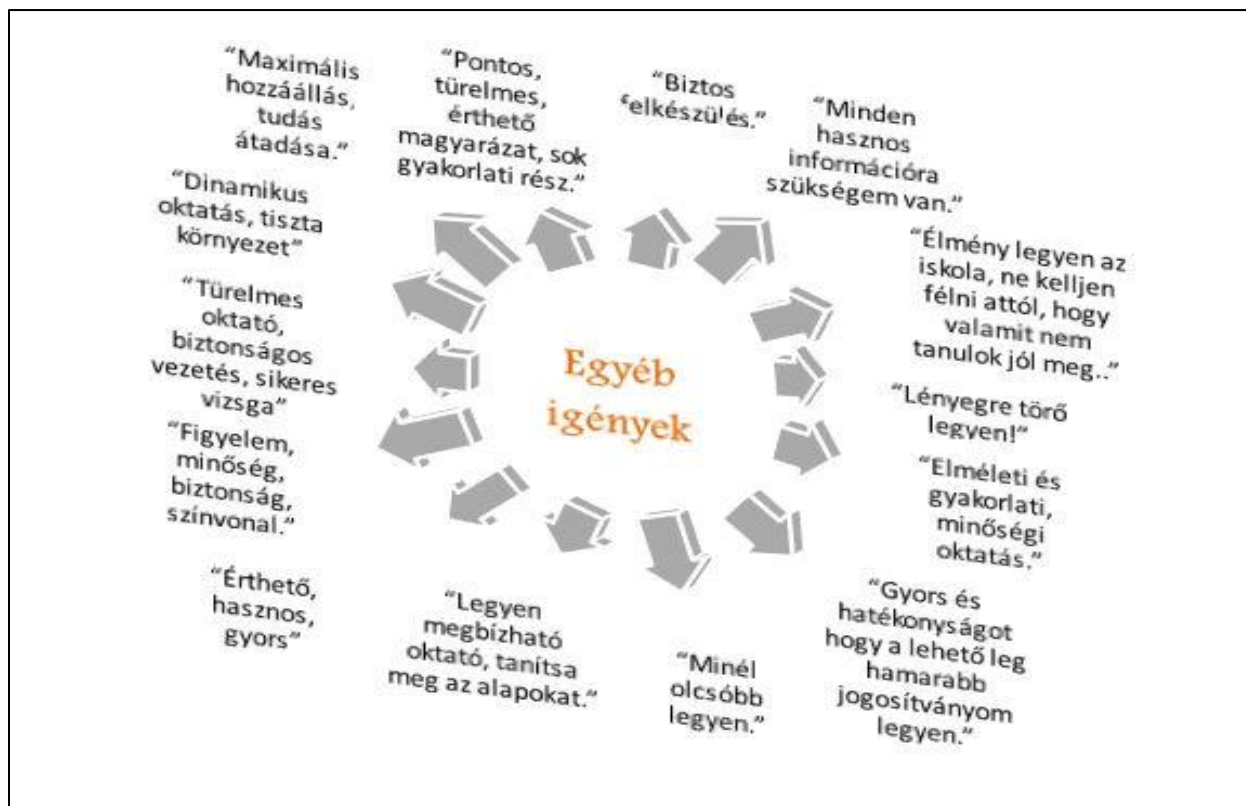 “Maximális
hozzáállás,
tudás
átadása.”
“Pontos,
türelmes,
érthető
magyarázat, sok
gyakorlati rész.”
“Biztos
felkészülés.”
“Minden
hasznos
információra
szükségem van.”
“Dinamikus
oktatás, tiszta
környezet”
“Élmény legyen az
iskola, ne kelljen
félni attól, hogy
valamit nem
tanulok jól meg..”
“Türelmes
oktató,
biztonságos
vezetés, sikeres
vizsga”
Egyéb
igények
“Lényegre törő
legyen!”
“Figyelem,
minőség,
biztonság,
színvonal.”
“Elméleti és
gyakorlati,
minőségi
oktatás.”
“Érthető,
hasznos,
gyors”
“Legyen
megbízható
oktató, tanítsa
meg az alapokat.”
“Minél
olcsóbb
legyen.”
“Gyors és
hatékonyságot
hogy a lehető leg
hamarabb
jogosítványom
legyen.”